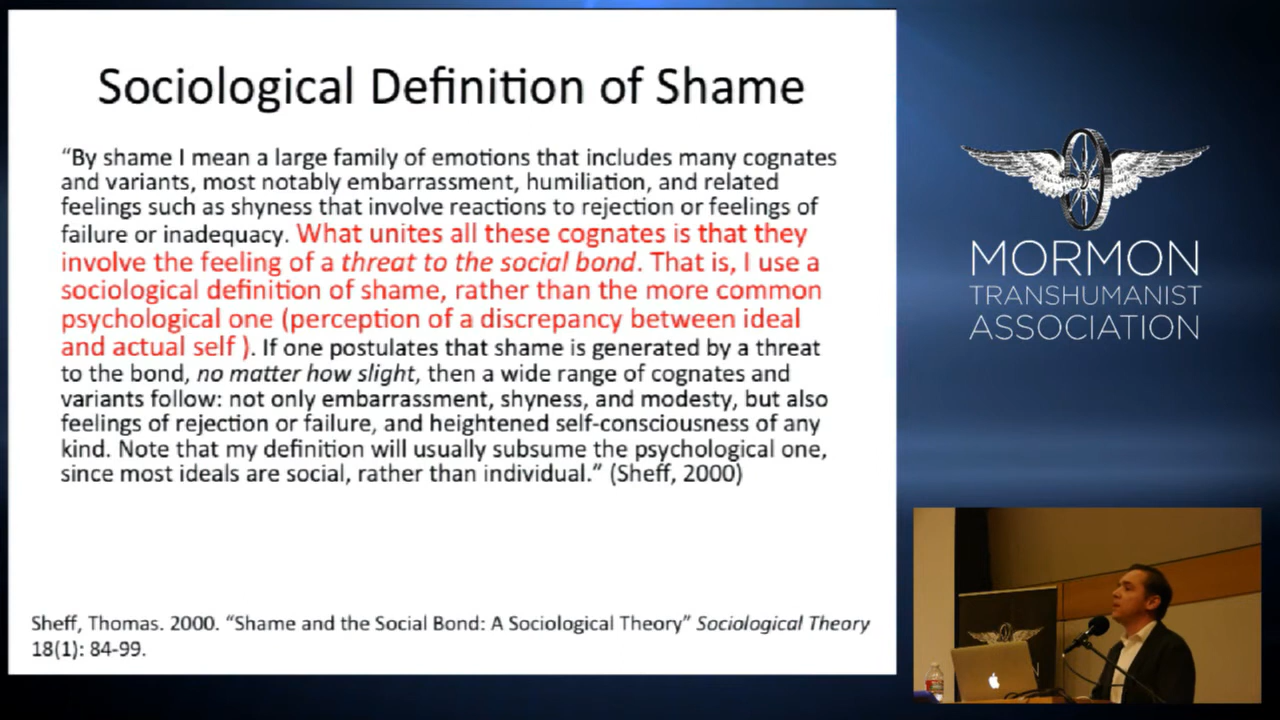 Sociological Definition of Shame
“By shame I mean a large family of emotions that includes many cognates
and variants, most notably embarrassment, humiliation, and related
feelings such as shyness that involve reactions to rejection or feelings of
failure or inadequacy. What unites all these cognates is that they
involve the feeling of a threat to the social bond. That is, I use a
sociological definition of shame, rather than the more common
psychological one (perception of a discrepancy between ideal
and actual self ). If one postulates that shame is generated by a threat
to the bond, no matter how slight, then a wide range of cognates and
variants follow: not only embarrassment, shyness, and modesty, but also
feelings of rejection or failure, and heightened self-consciousness of any
kind. Note that my definition will usually subsume the psychological one,
since most ideals are social, rather than individual.” (Sheff, 2000)
Sheff, Thomas. 2000. “Shame and the Social Bond: A Sociological Theory” Sociological Theory
18(1): 84-99.
MORMON
TRANSHUMANIST
ASSOCIATION